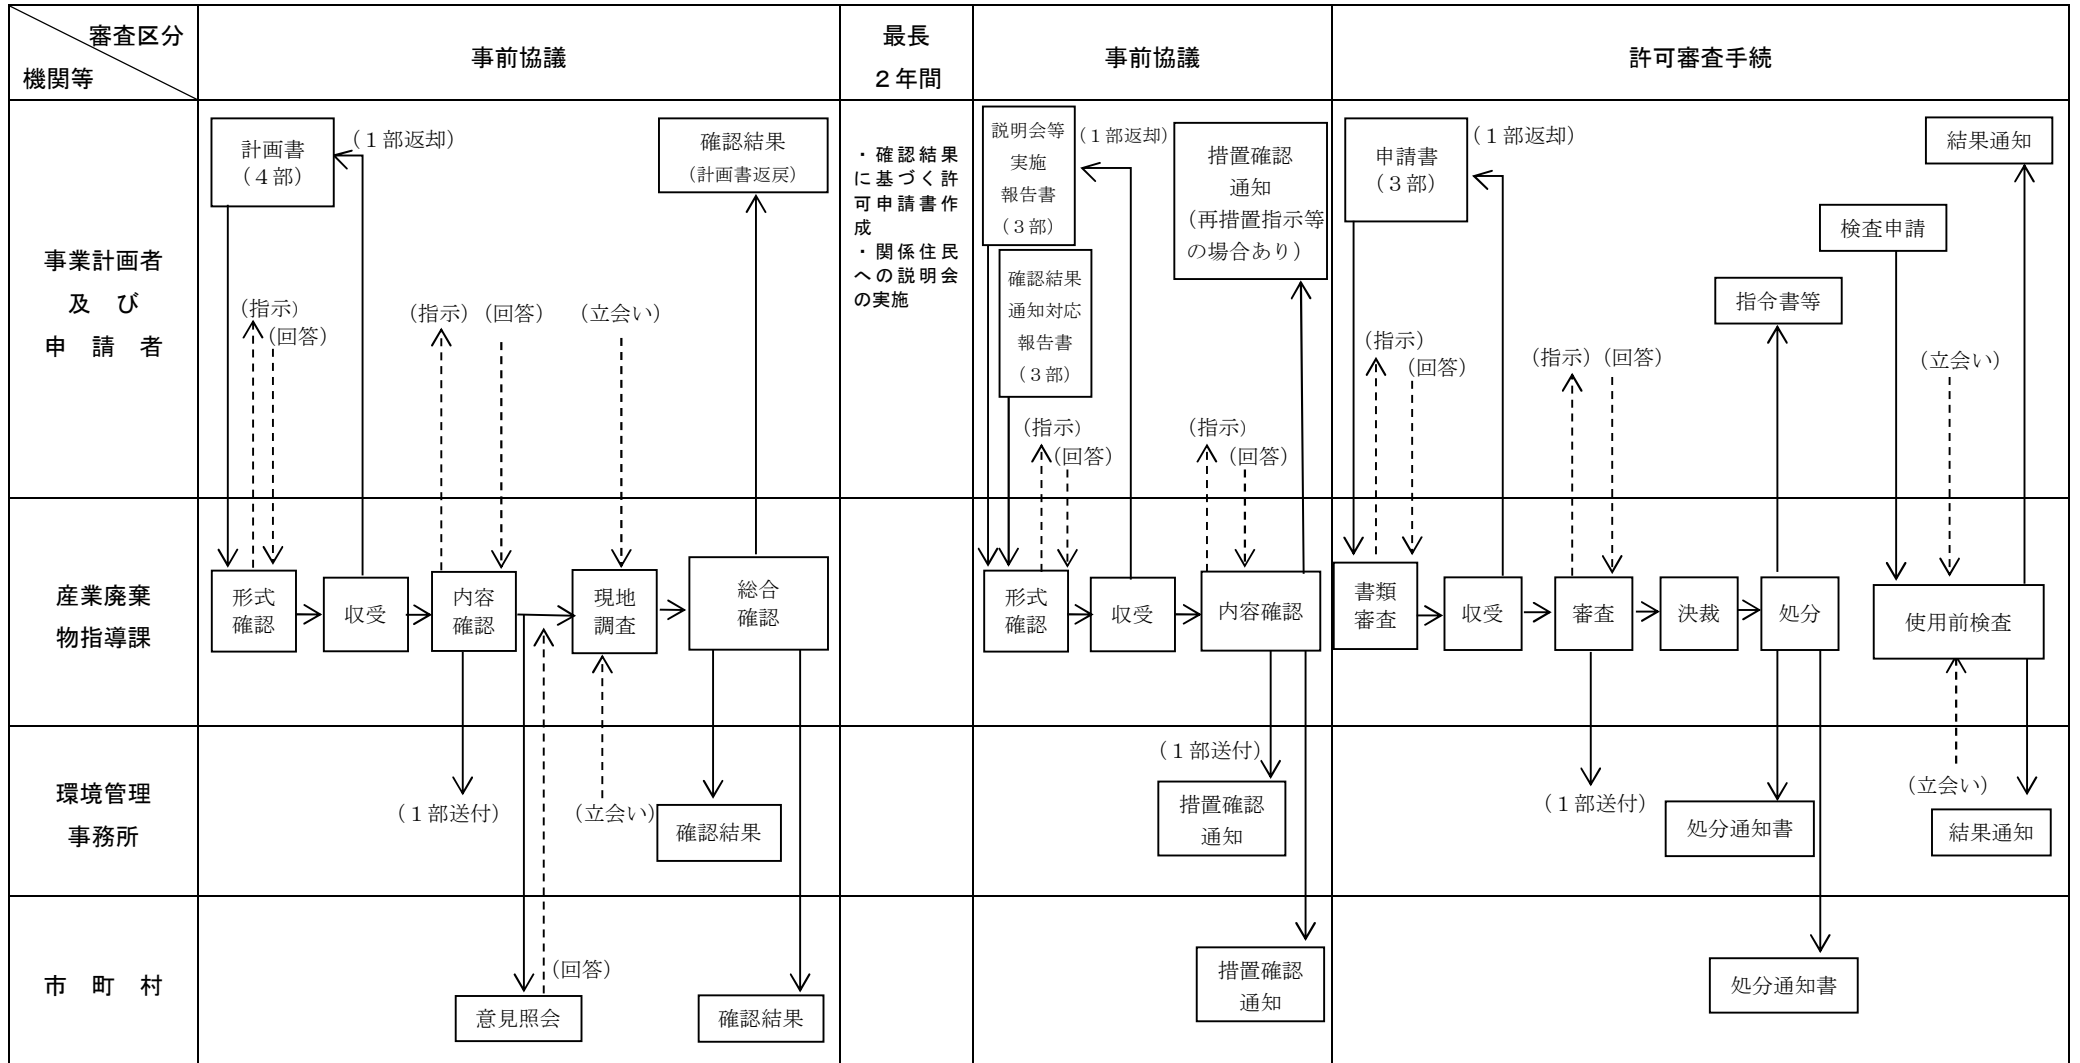 審査区分
機関等
事前協議
最長
２年間
事前協議
許可審査手続
事業計画者
及　び
申　請　者
計画書
（４部）
（１部返却）
確認結果
（計画書返戻）
（指示）
（回答）
（指示）
（回答）
（立会い）
・確認結果
に基づく許
可申請書作
成
・関係住民
への説明会
の実施
説明会等
実施
報告書
（３部）
（１部返却）
確認結果
通知対応
報告書
（３部）
措置確認
通知
（再措置指示等
の場合あり）
（指示）
（回答）
（指示）
（回答）
申請書
（３部）
（１部返却）
（指示）
（回答）
（指示）
（回答）
指令書等
検査申請
結果通知
（立会い）
産業廃棄
物指導課
形式
確認
収受
内容
確認
現地
調査
総合
確認
形式
確認
収受
内容確認
書類
審査
収受
審査
決裁
処分
使用前検査
環境管理
事務所
（１部送付）
（立会い）
確認結果
（１部送付）
措置確認
通知
（１部送付）
処分通知書
（立会い）
結果通知
市　町　村
（回答）
意見照会
確認結果
措置確認
通知
処分通知書